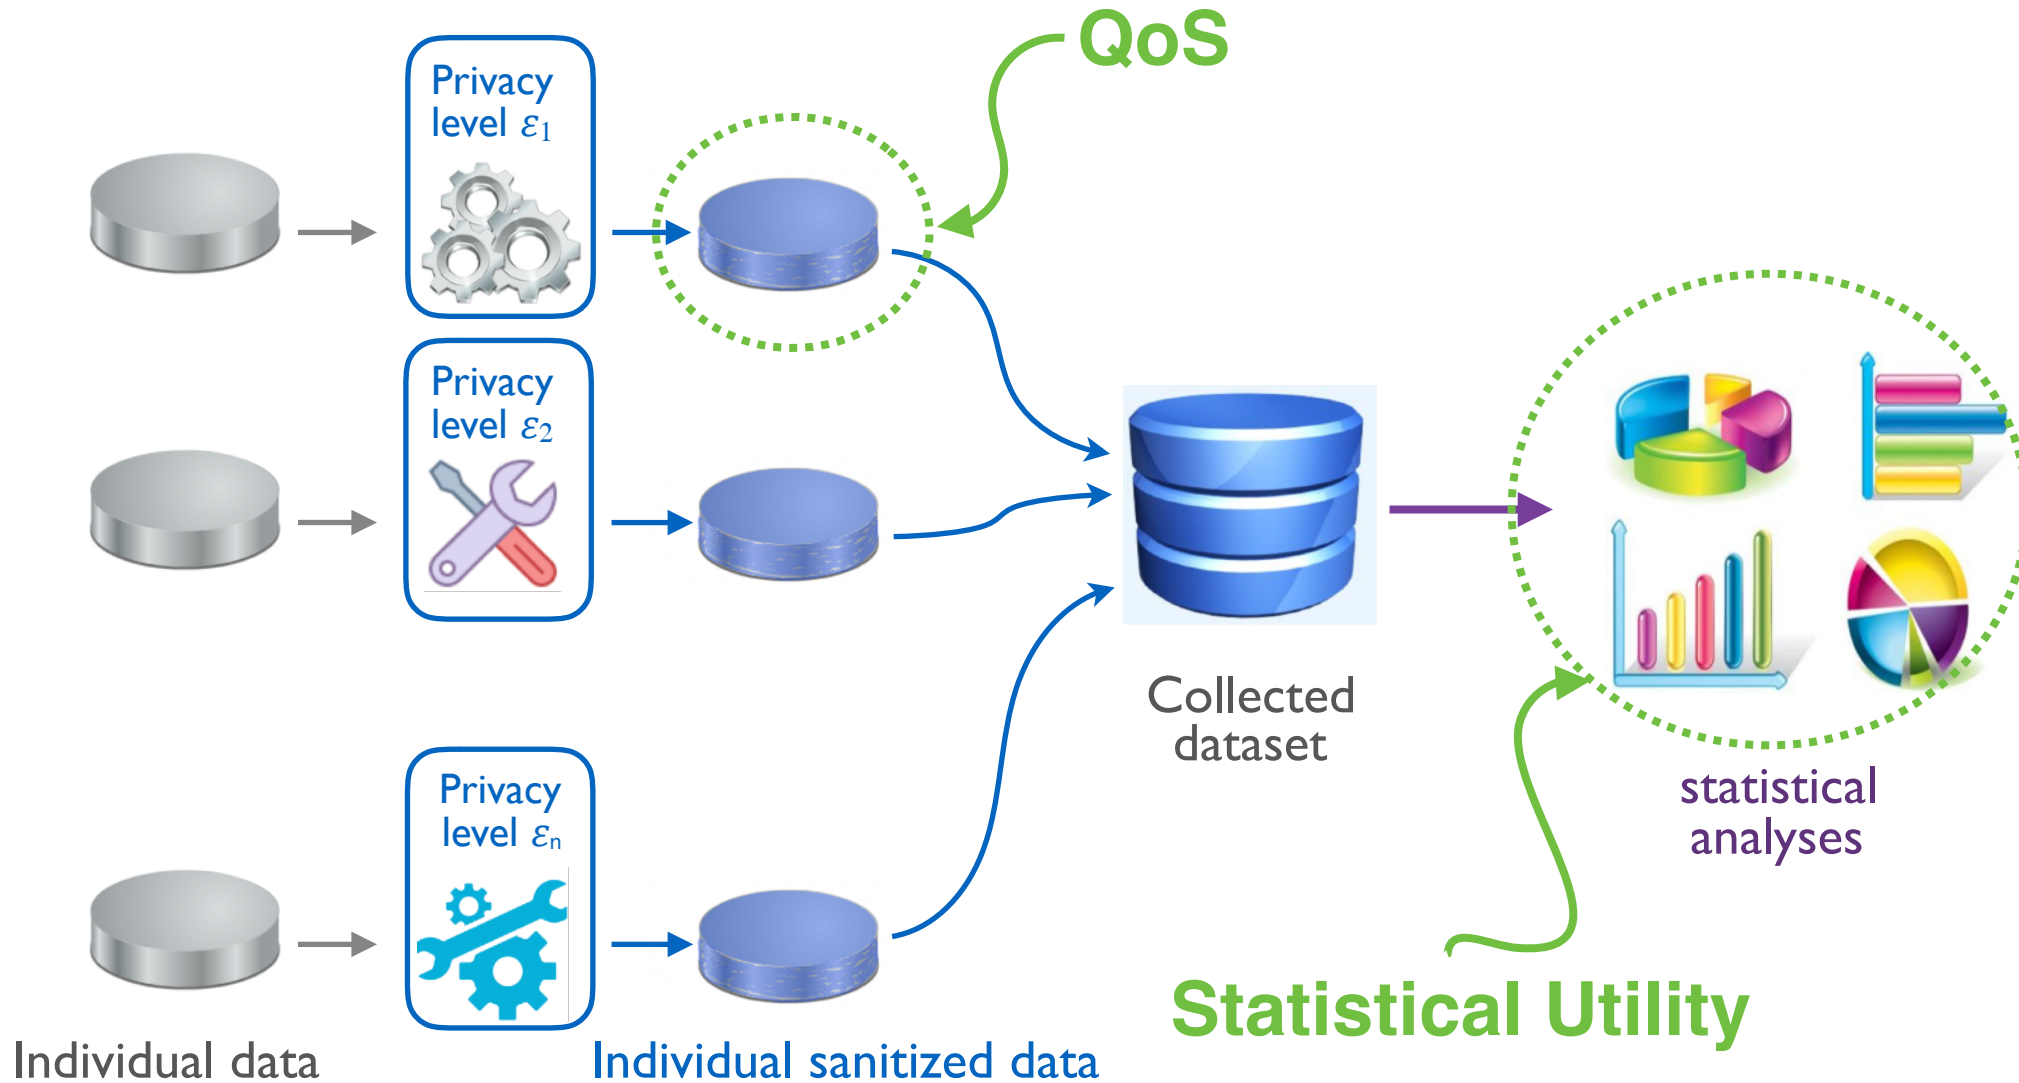 QoS
Privacy
level ε1
Privacy
level ε2
Privacy
level εn
Collected
dataset
statistical
analyses
Statistical Utility
Individual data
Individual sanitized data